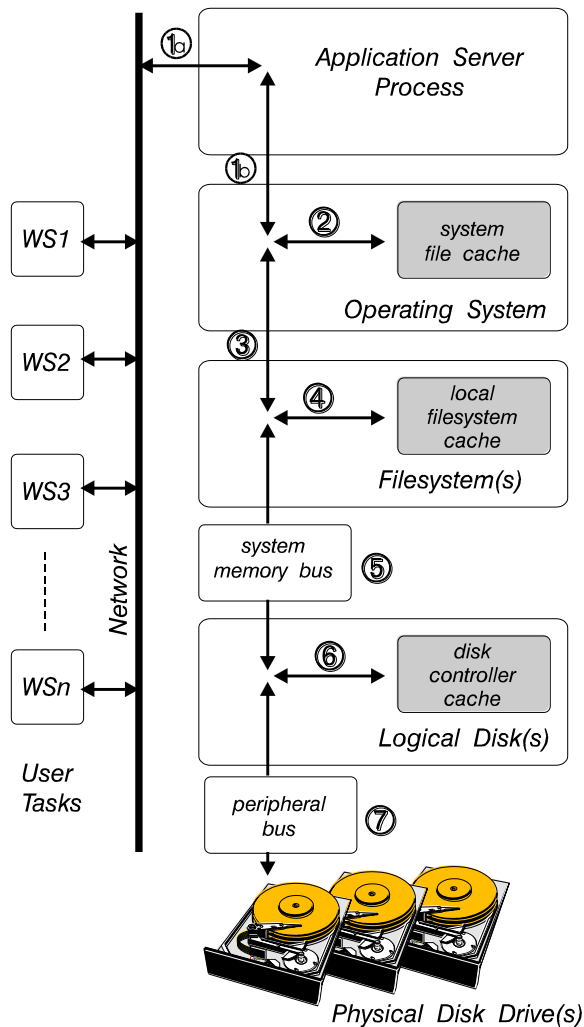 1a
Application Server
Process
1b
WS1
2
system
file cache
Operating System
3
WS2
4
local
filesystem
cache
Filesystem(s)
WS3
Network
system
memory bus
5
6
disk
controller
cache
WSn
Logical Disk(s)
User
Tasks
peripheral
bus
7
Physical Disk Drive(s)